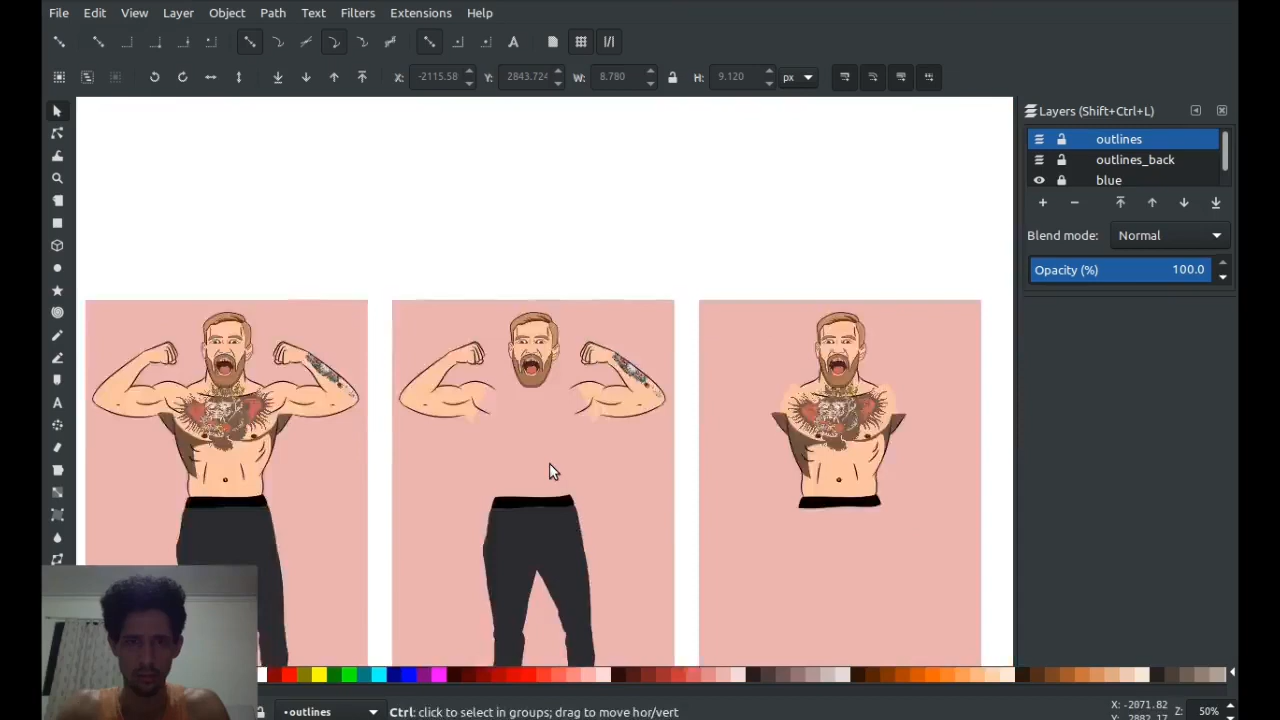 File Edit View Layer Object Path Text Filters Extensions Help
X: -2115.58 Y: 2843.724 W: 8.780 H: 9.120 px
Layers (Shift+Ctrl+L)
outlines
outlines_back
blue
Blend mode: Normal
Opacity (%) 100.0
•outlines Ctrl: click to select in groups; drag to move hor/vert X: -2071.82 Z: 50%
Y: 2882.17